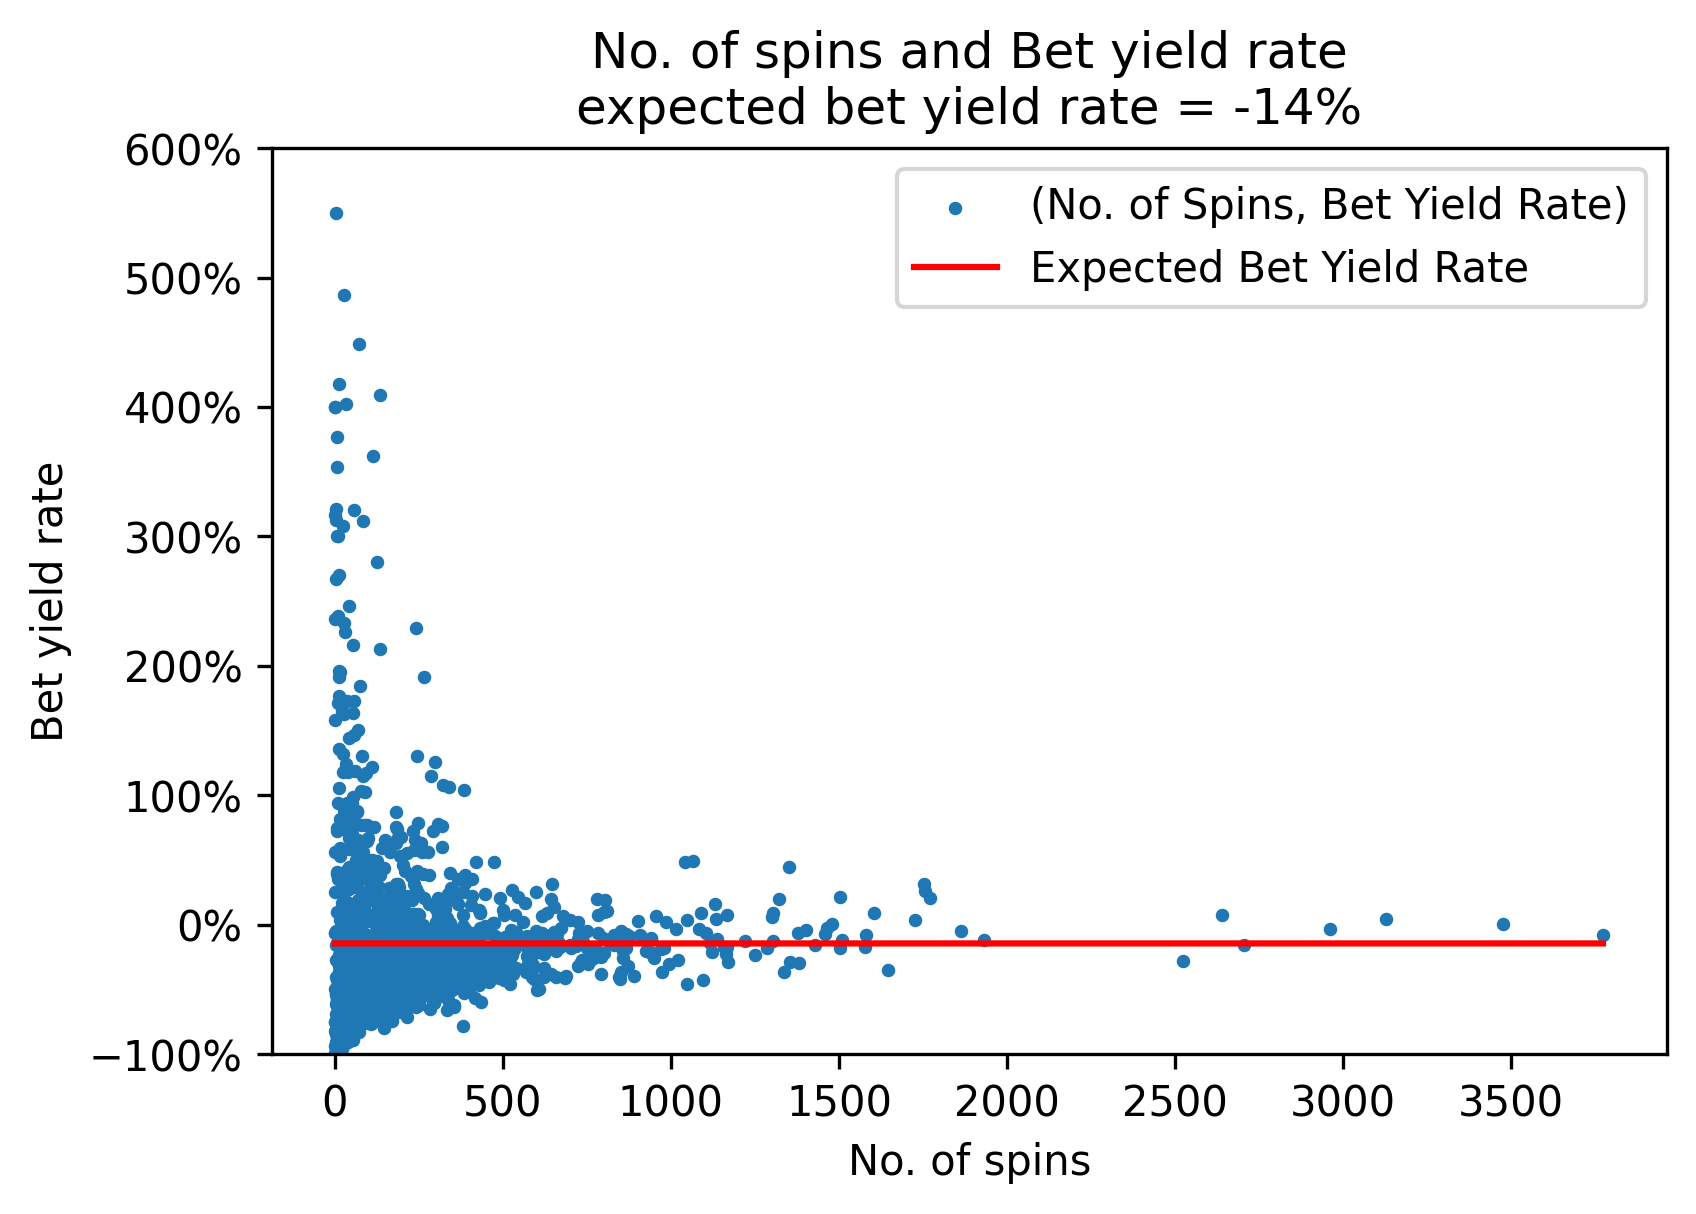 No. of spins and Bet yield rate
expected bet yield rate = -14%
600%
500%
400%
300%
200%
100%
0%
−100%
Bet yield rate
(No. of Spins, Bet Yield Rate)
Expected Bet Yield Rate
0 500 1000 1500 2000 2500 3000 3500
No. of spins